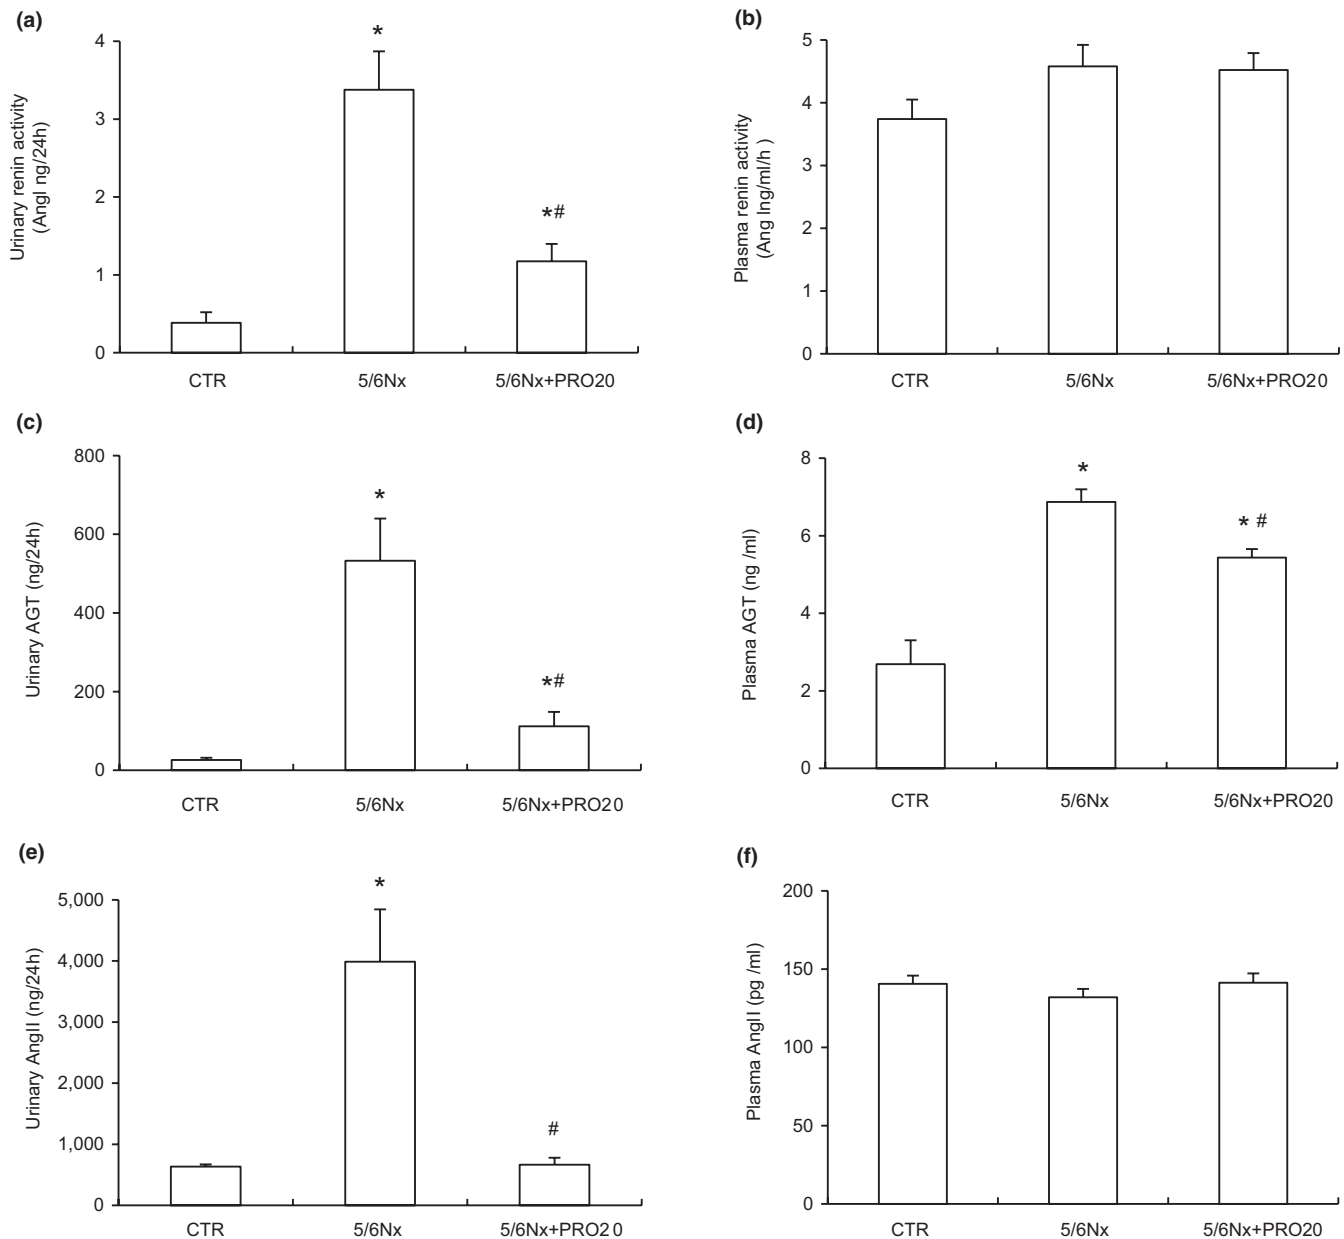 (a)
*
4
3
2
1
0
*#
Urinary renin activity
(AngI ng/24h)
CTR 5/6Nx 5/6Nx+PRO20
(b)
5
4
3
2
1
0
Plasma renin activity
(Ang Ing/ml/h )
CTR 5/6Nx 5/6Nx+PRO20
(c)
800
600
400
200
0
*
*#
Urinary AGT (ng/24h)
CTR 5/6Nx 5/6Nx+PRO20
(d)
8
6
4
2
0
*
* #
Plasma AGT (ng /ml)
CTR 5/6Nx 5/6Nx+PRO20
(e)
5,000
4,000
3,000
2,000
1,000
0
*
#
Urinary AngII (ng/24h)
CTR 5/6Nx 5/6Nx+PRO20
(f)
200
150
100
50
0
Plasma AngII (pg /ml)
CTR 5/6Nx 5/6Nx+PRO20